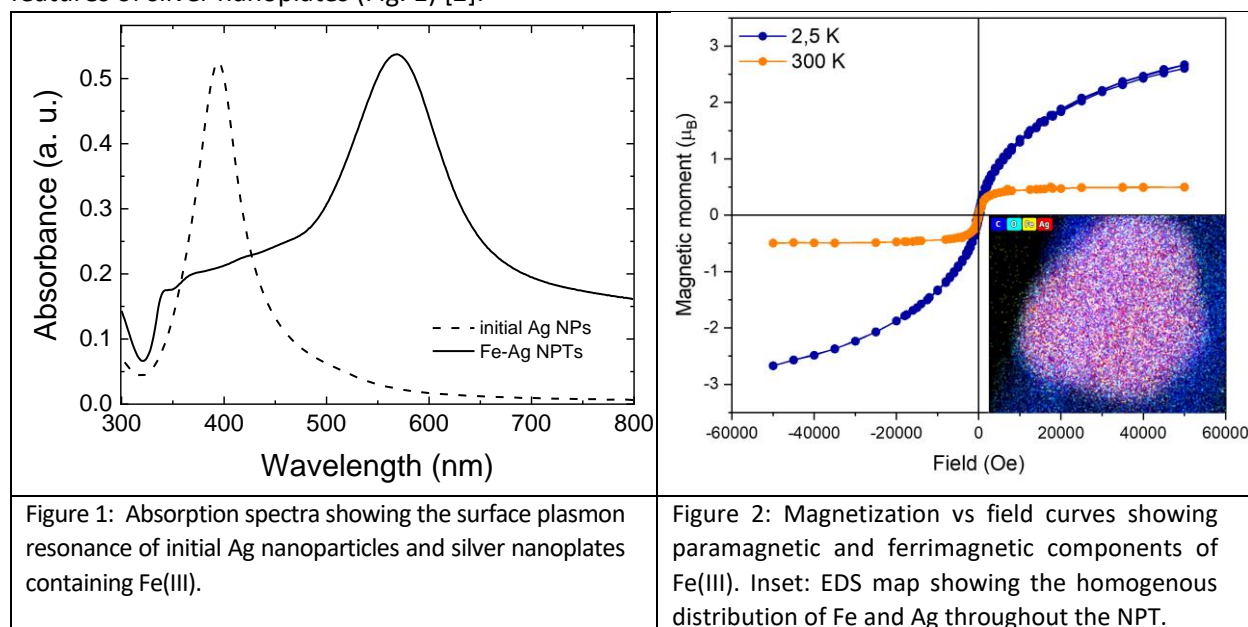 features of silver nanoplates (Fig. 1) [2].
0.5
0.4
0.3
0.2
0.1
0.0
300
400
500
600
700
800
Absorbance (a. u.)
Wavelength (nm)
initial Ag NPs
Fe-Ag NPTs
2,5 K
300 K
3
2
1
0
-1
-2
-3
-60000
-40000
-20000
0
20000
40000
60000
Magnetic moment (μB)
Field (Oe)
C O Fe Ag
Figure 1: Absorption spectra showing the surface plasmon
resonance of initial Ag nanoparticles and silver nanoplates
containing Fe(III).
Figure 2: Magnetization vs field curves showing
paramagnetic and ferrimagnetic components of
Fe(III). Inset: EDS map showing the homogenous
distribution of Fe and Ag throughout the NPT.